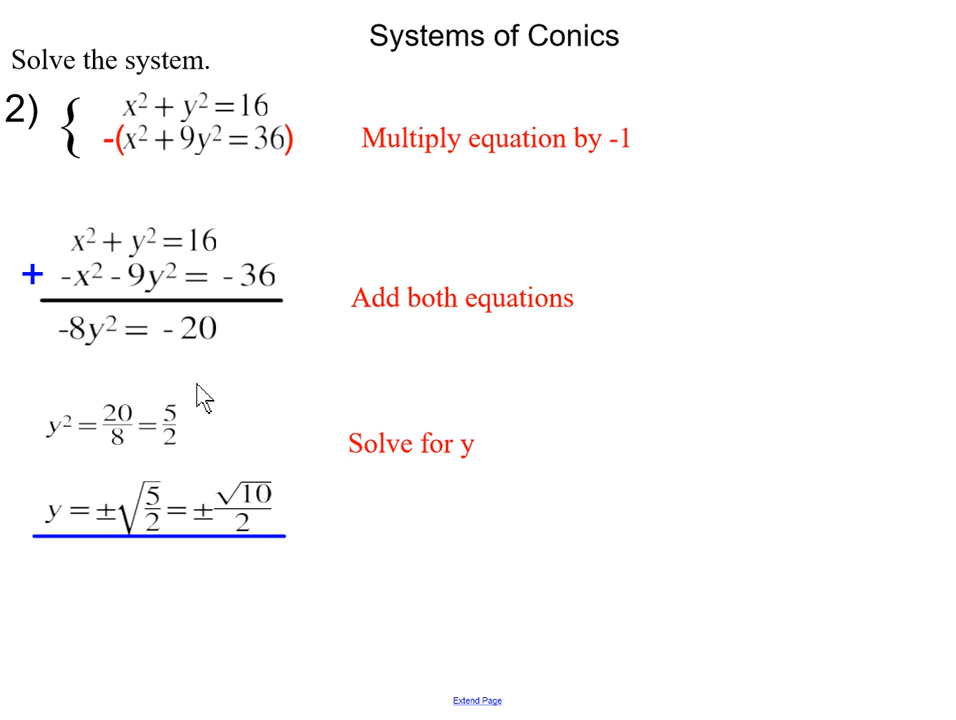 Systems of Conics
Solve the system.
2) { x² + y² = 16
-(x² + 9y² = 36)
Multiply equation by -1
x² + y² = 16
+ -x² - 9y² = - 36
Add both equations
-8y² = - 20
y² = 20/8 = 5/2
Solve for y
y = ±√(5/2) = ±√10/2
Extend Page